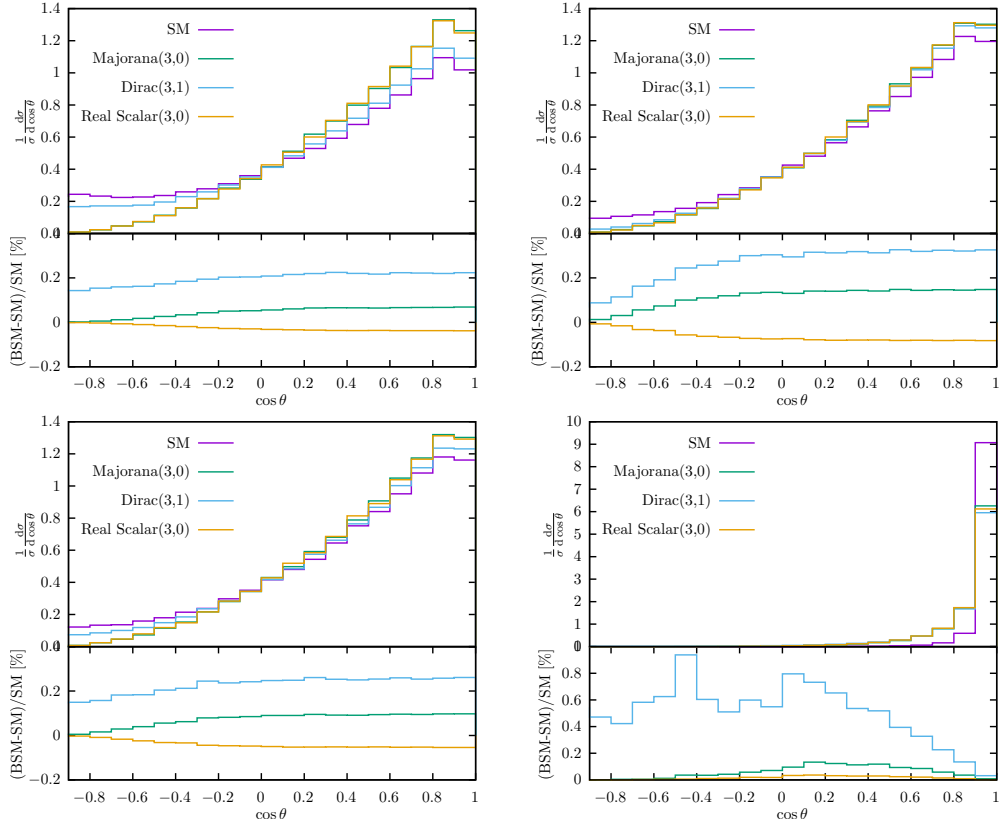 1.4
1.2
1
0.8
0.6
0.4
0.2
0
1/σ dσ/d cos θ
SM
Majorana(3,0)
Dirac(3,1)
Real Scalar(3,0)
0.2
0
−0.2
(BSM-SM)/SM [%]
−0.8 −0.6 −0.4 −0.2 0 0.2 0.4 0.6 0.8 1
cos θ
1.4
1.2
1
0.8
0.6
0.4
0.2
0
1/σ dσ/d cos θ
SM
Majorana(3,0)
Dirac(3,1)
Real Scalar(3,0)
0.2
0
−0.2
(BSM-SM)/SM [%]
−0.8 −0.6 −0.4 −0.2 0 0.2 0.4 0.6 0.8 1
cos θ
1.4
1.2
1
0.8
0.6
0.4
0.2
0
1/σ dσ/d cos θ
SM
Majorana(3,0)
Dirac(3,1)
Real Scalar(3,0)
0.2
0
−0.2
(BSM-SM)/SM [%]
−0.8 −0.6 −0.4 −0.2 0 0.2 0.4 0.6 0.8 1
cos θ
10
9
8
7
6
5
4
3
2
1
0
1/σ dσ/d cos θ
SM
Majorana(3,0)
Dirac(3,1)
Real Scalar(3,0)
0.8
0.6
0.4
0.2
0
(BSM-SM)/SM [%]
−0.8 −0.6 −0.4 −0.2 0 0.2 0.4 0.6 0.8 1
cos θ